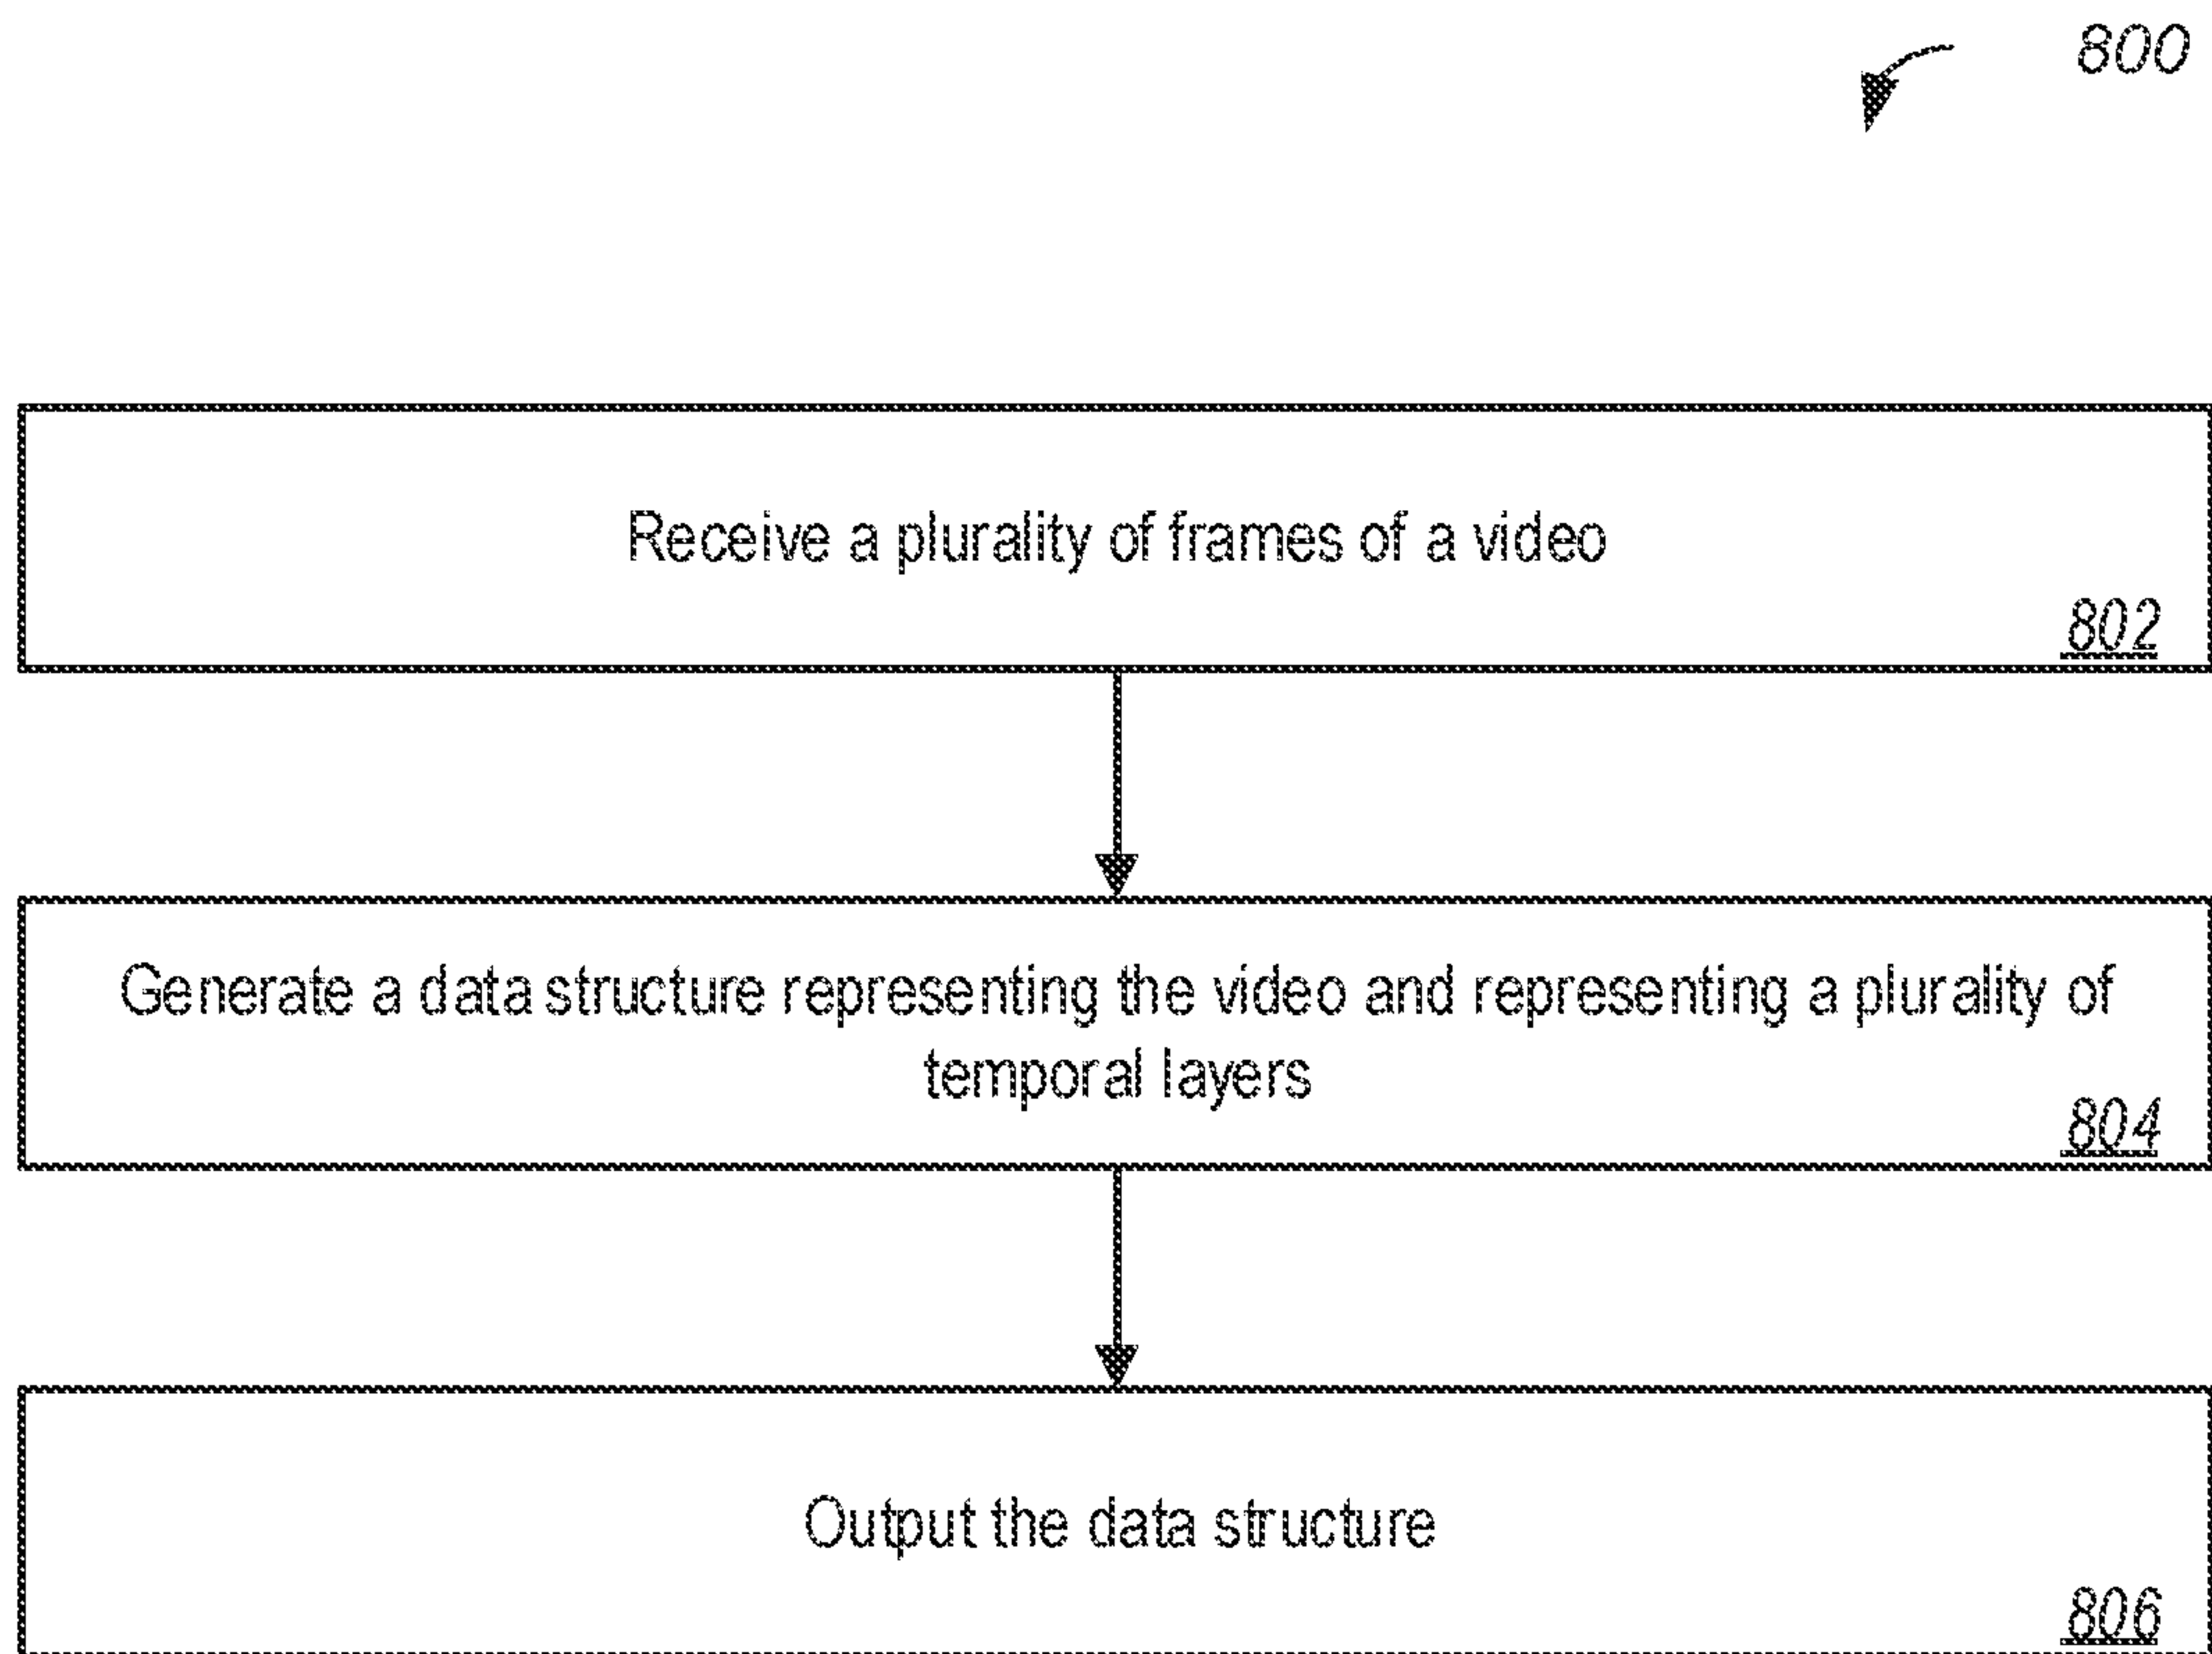 800
Receive a plurality of frames of a video
802
Generate a data structure representing the video and representing a plurality of
temporal layers
804
Output the data structure
806